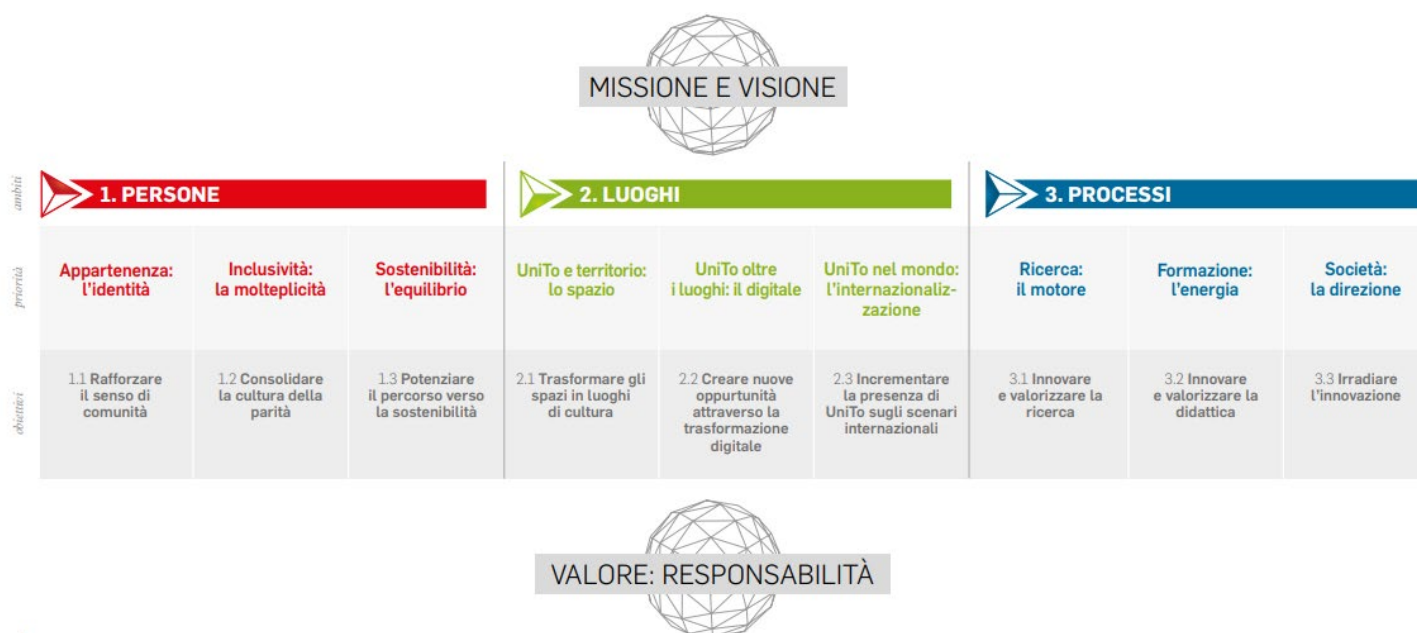 MISSIONE E VISIONE
ambiti
1. PERSONE
2. LUOGHI
3. PROCESSI
priorità
Appartenenza:
l'identità
Inclusività:
la molteplicità
Sostenibilità:
l'equilibrio
UniTo e territorio:
lo spazio
UniTo oltre
i luoghi: il digitale
UniTo nel mondo:
l'internazionaliz-
zazione
Ricerca:
il motore
Formazione:
l'energia
Società:
la direzione
obiettivi
1.1 Rafforzare
il senso di
comunità
1.2 Consolidare
la cultura della
parità
1.3 Potenziare
il percorso verso
la sostenibilità
2.1 Trasformare gli
spazi in luoghi
di cultura
2.2 Creare nuove
oppurtunità
attraverso la
trasformazione
digitale
2.3 Incrementare
la presenza di
UniTo sugli scenari
internazionali
3.1 Innovare
e valorizzare la
ricerca
3.2 Innovare
e valorizzare la
didattica
3.3 Irradiare
l'innovazione
VALORE: RESPONSABILITÀ